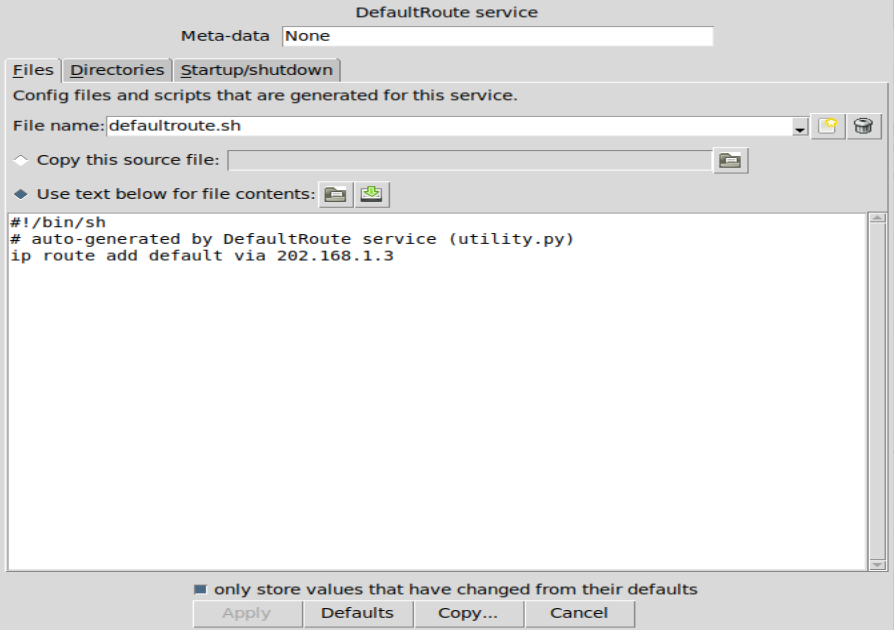 DefaultRoute service
Meta-data None
Files Directories Startup/shutdown
Config files and scripts that are generated for this service.
File name: defaultroute.sh
Copy this source file:
Use text below for file contents:
#!/bin/sh
# auto-generated by DefaultRoute service (utility.py)
ip route add default via 202.168.1.3
only store values that have changed from their defaults
Apply Defaults Copy... Cancel